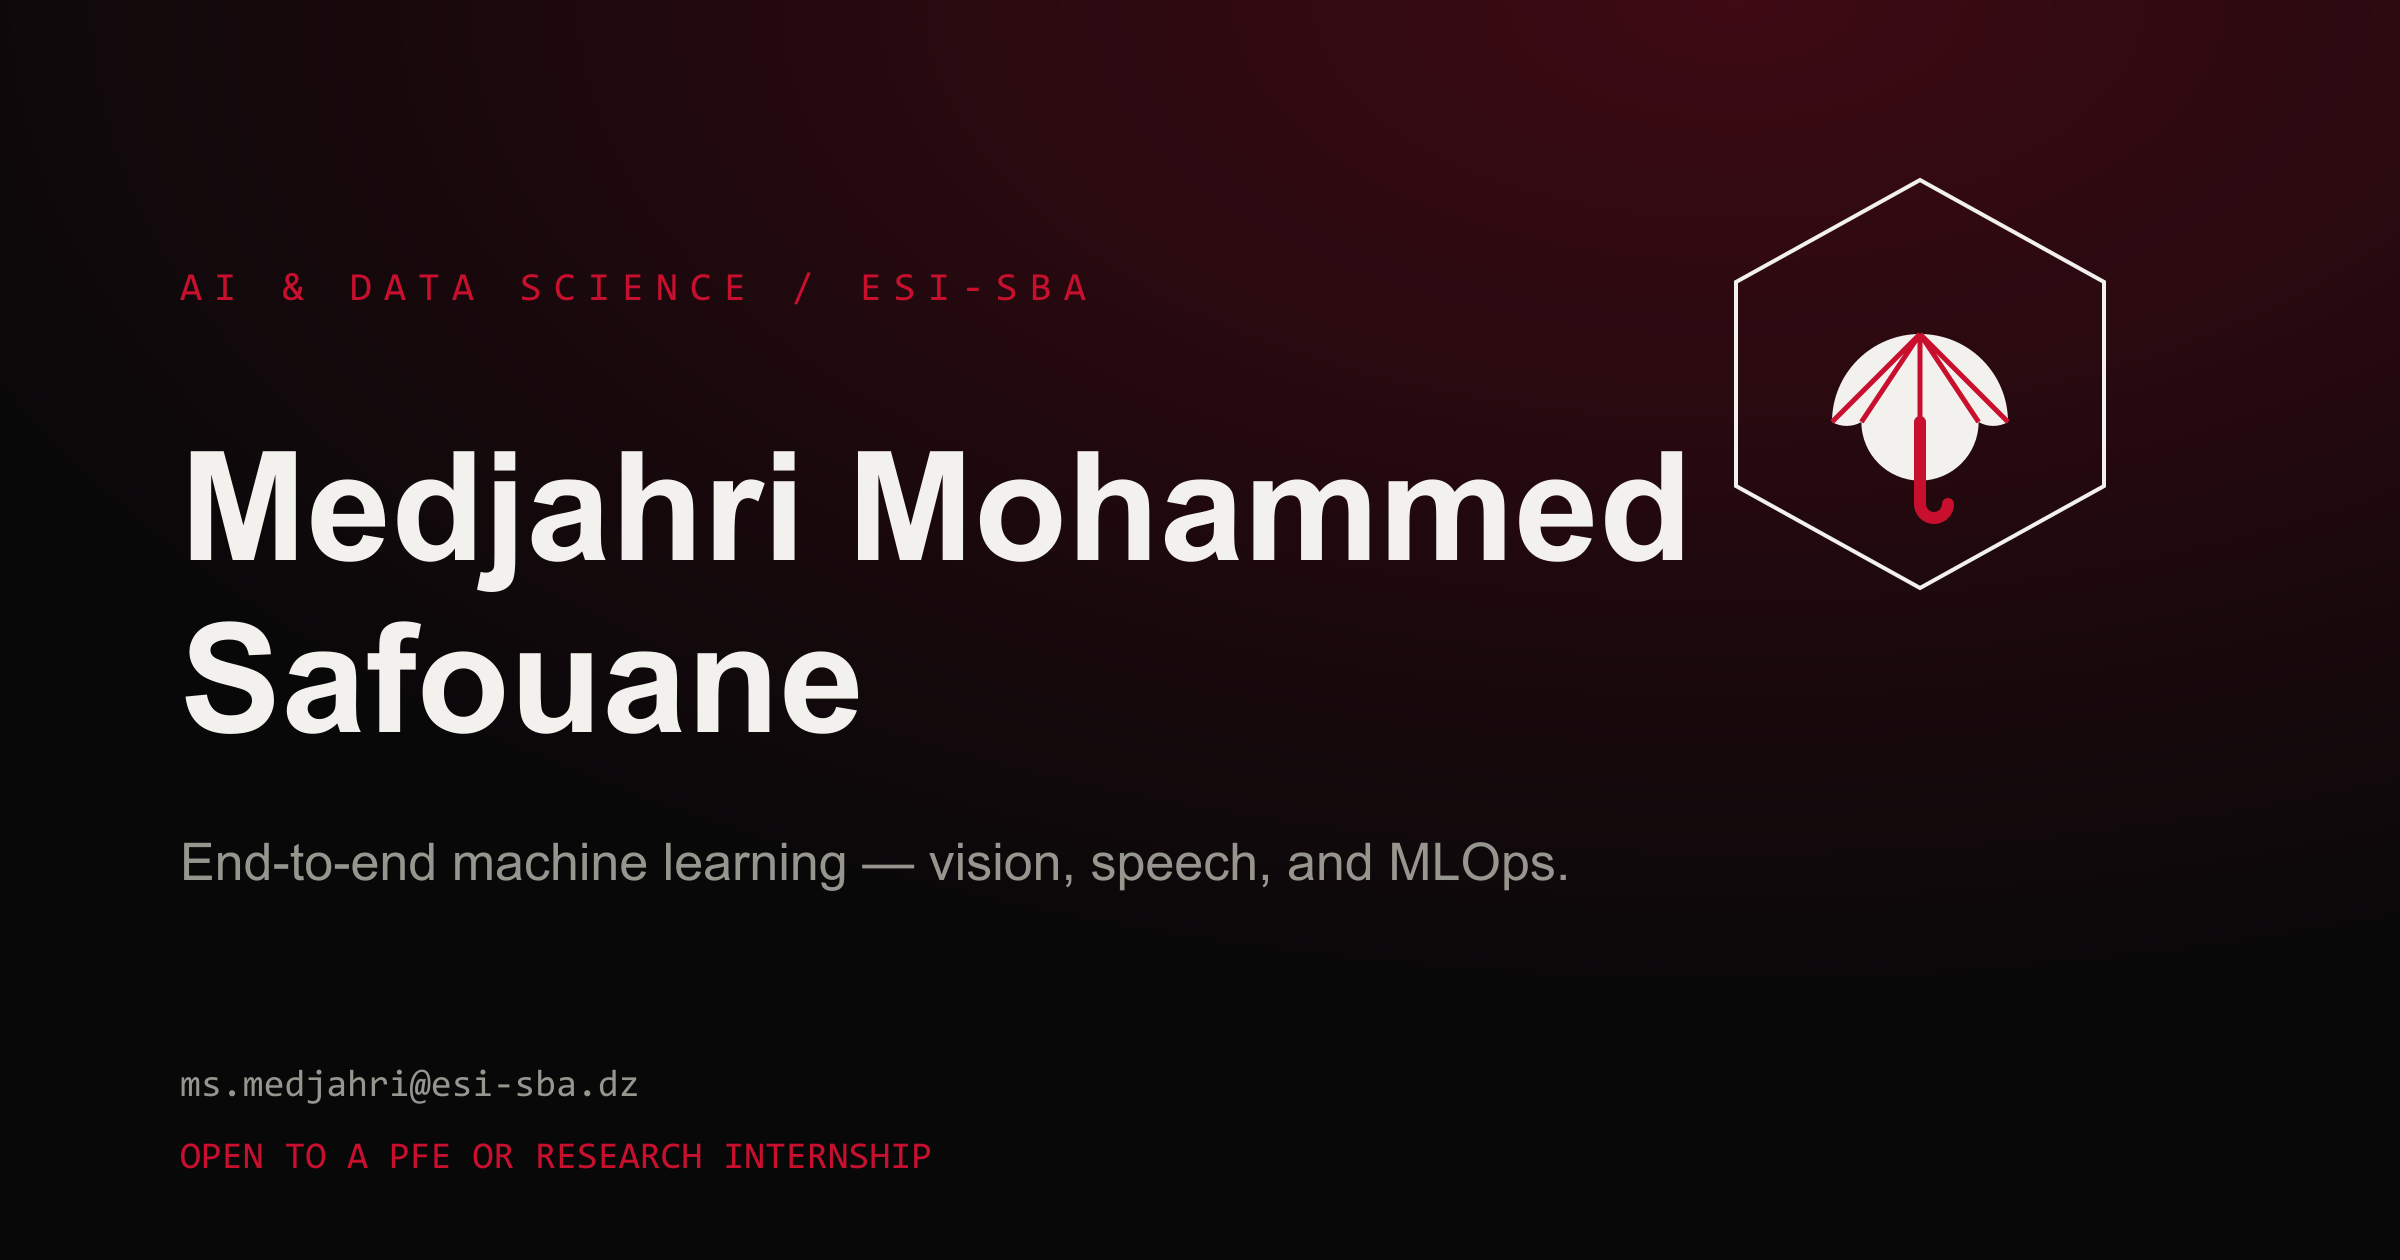 AI & DATA SCIENCE / ESI-SBA
Medjahri Mohammed
Safouane
End-to-end machine learning — vision, speech, and MLOps.
ms.medjahri@esi-sba.dz
OPEN TO A PFE OR RESEARCH INTERNSHIP